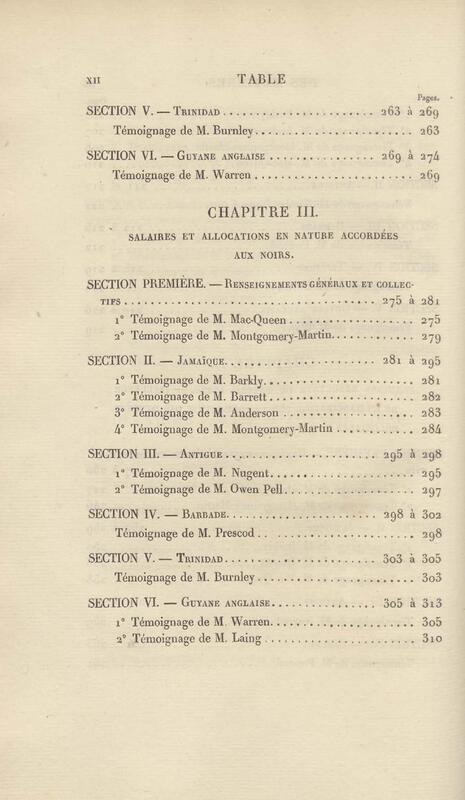 XII TABLE
Pages.
SECTION V. — Trinidad........................ 263 à 269
Témoignage de M. Burnley........................ 263
SECTION VI. — Guyane anglaise............... 269 à 274
Témoignage de M. Warren........................ 269
CHAPITRE III.
SALAIRES ET ALLOCATIONS EN NATURE ACCORDÉES
AUX NOIRS.
SECTION PREMIÈRE. — Renseignements généraux et collec-
tifs........................ 275 à 281
1° Témoignage de M. Mac-Queen.................. 275
2° Témoignage de M. Montgomery-Martin............. 279
SECTION II. — Jamaïque..................... 281 à 295
1° Témoignage de M. Barkly..................... 281
2° Témoignage de M. Barrett..................... 282
3° Témoignage de M. Anderson.................. 283
4° Témoignage de M. Montgomery-Martin............ 284
SECTION III. — Antigue..................... 295 à 298
1° Témoignage de M. Nugent..................... 295
2° Témoignage de M. Owen Pell.................. 297
SECTION IV. — Barbade..................... 298 à 302
Témoignage de M. Prescod..................... 298
SECTION V. — Trinidad..................... 303 à 305
Témoignage de M. Burnley..................... 303
SECTION VI. — Guyane anglaise............... 305 à 313
1° Témoignage de M. Warren..................... 305
2° Témoignage de M. Laing..................... 310